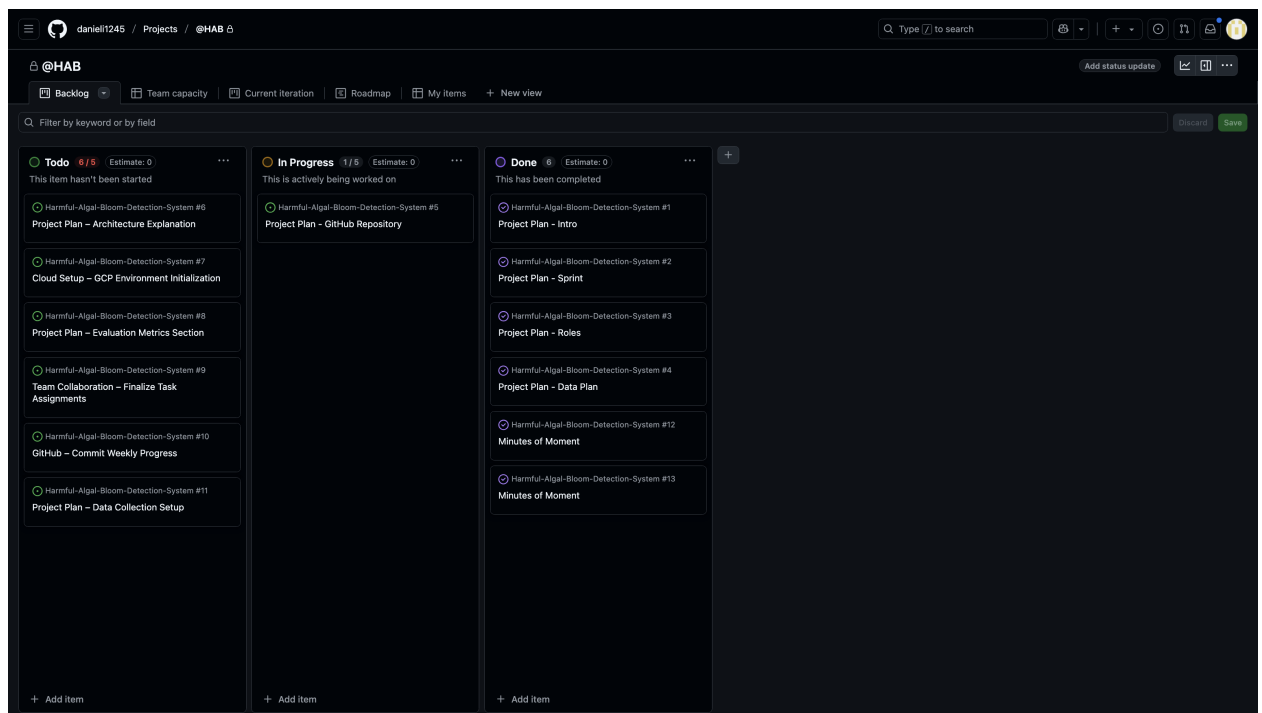 danieli1245 / Projects / @HAB
Type / to search
@HAB
Add status update
Backlog
Team capacity
Current iteration
Roadmap
My items
+ New view
Filter by keyword or by field
Discard
Save
Todo 6 / 5 Estimate: 0
This item hasn't been started
Harmful-Algal-Bloom-Detection-System #6
Project Plan – Architecture Explanation
Harmful-Algal-Bloom-Detection-System #7
Cloud Setup – GCP Environment Initialization
Harmful-Algal-Bloom-Detection-System #8
Project Plan – Evaluation Metrics Section
Harmful-Algal-Bloom-Detection-System #9
Team Collaboration – Finalize Task
Assignments
Harmful-Algal-Bloom-Detection-System #10
GitHub – Commit Weekly Progress
Harmful-Algal-Bloom-Detection-System #11
Project Plan – Data Collection Setup
+ Add item
In Progress 1 / 5 Estimate: 0
This is actively being worked on
Harmful-Algal-Bloom-Detection-System #5
Project Plan - GitHub Repository
+ Add item
Done 6 Estimate: 0
This has been completed
Harmful-Algal-Bloom-Detection-System #1
Project Plan - Intro
Harmful-Algal-Bloom-Detection-System #2
Project Plan - Sprint
Harmful-Algal-Bloom-Detection-System #3
Project Plan - Roles
Harmful-Algal-Bloom-Detection-System #4
Project Plan - Data Plan
Harmful-Algal-Bloom-Detection-System #12
Minutes of Moment
Harmful-Algal-Bloom-Detection-System #13
Minutes of Moment
+ Add item